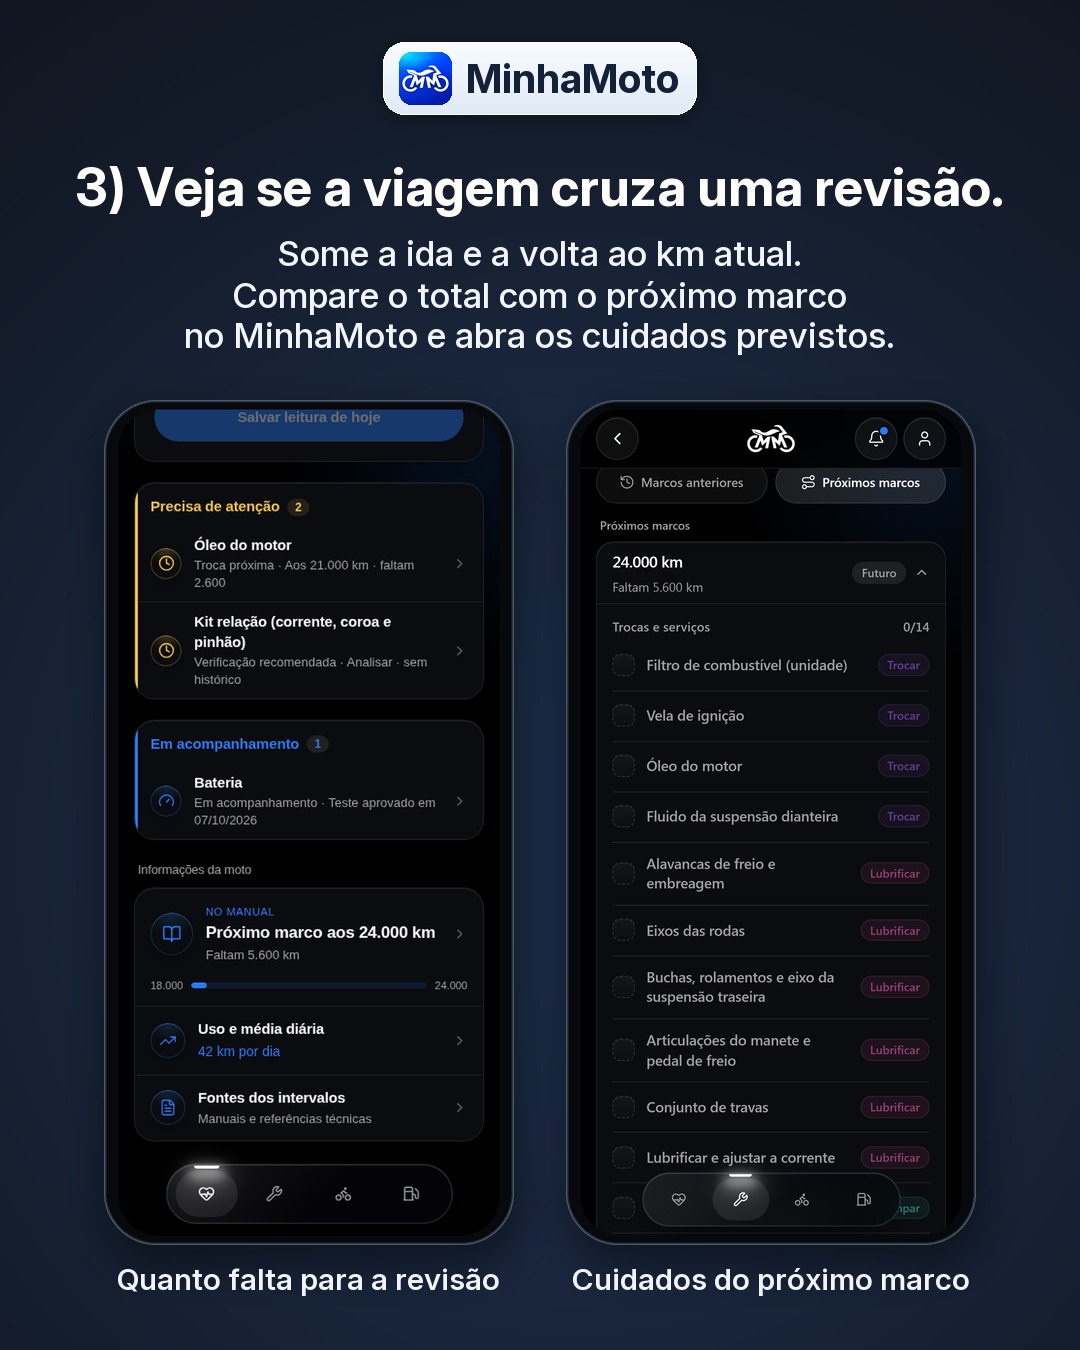 MinhaMoto
3) Veja se a viagem cruza uma revisão.
Some a ida e a volta ao km atual.
Compare o total com o próximo marco
no MinhaMoto e abra os cuidados previstos.
Salvar leitura de hoje
Precisa de atenção 2
Óleo do motor
Troca próxima · Aos 21.000 km · faltam
2.600
Kit relação (corrente, coroa e
pinhão)
Verificação recomendada · Analisar · sem
histórico
Em acompanhamento 1
Bateria
Em acompanhamento · Teste aprovado em
07/10/2026
Informações da moto
NO MANUAL
Próximo marco aos 24.000 km
Faltam 5.600 km
18.000 24.000
Uso e média diária
42 km por dia
Fontes dos intervalos
Manuais e referências técnicas
Quanto falta para a revisão
MM
Marcos anteriores Próximos marcos
Próximos marcos
24.000 km
Faltam 5.600 km
Futuro
Trocas e serviços 0/14
Filtro de combustível (unidade) Trocar
Vela de ignição Trocar
Óleo do motor Trocar
Fluido da suspensão dianteira Trocar
Alavancas de freio e
embreagem Lubrificar
Eixos das rodas Lubrificar
Buchas, rolamentos e eixo da
suspensão traseira Lubrificar
Articulações do manete e
pedal de freio Lubrificar
Conjunto de travas Lubrificar
Lubrificar e ajustar a corrente Lubrificar
Cuidados do próximo marco